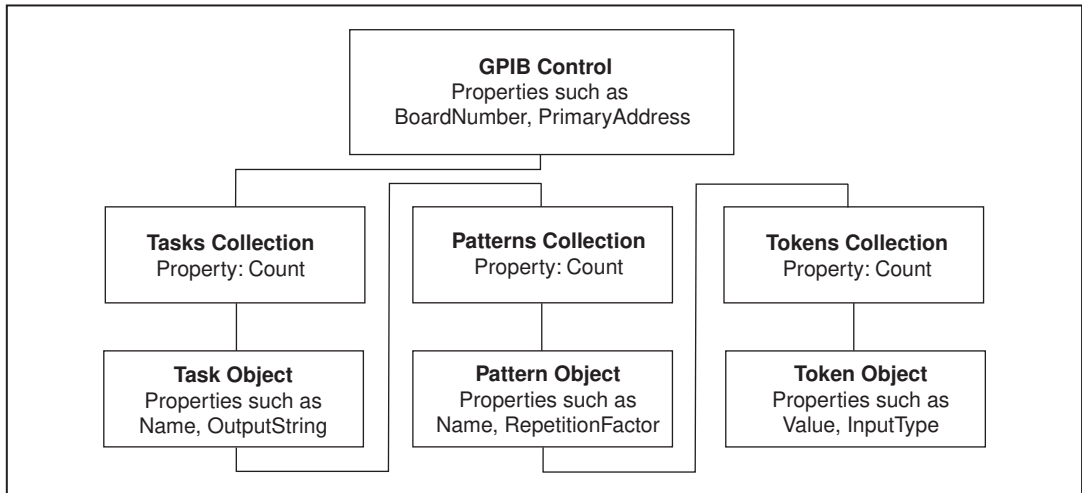 GPIB Control
Properties such as
BoardNumber, PrimaryAddress
Tasks Collection
Property: Count
Patterns Collection
Property: Count
Tokens Collection
Property: Count
Task Object
Properties such as
Name, OutputString
Pattern Object
Properties such as
Name, RepetitionFactor
Token Object
Properties such as
Value, InputType